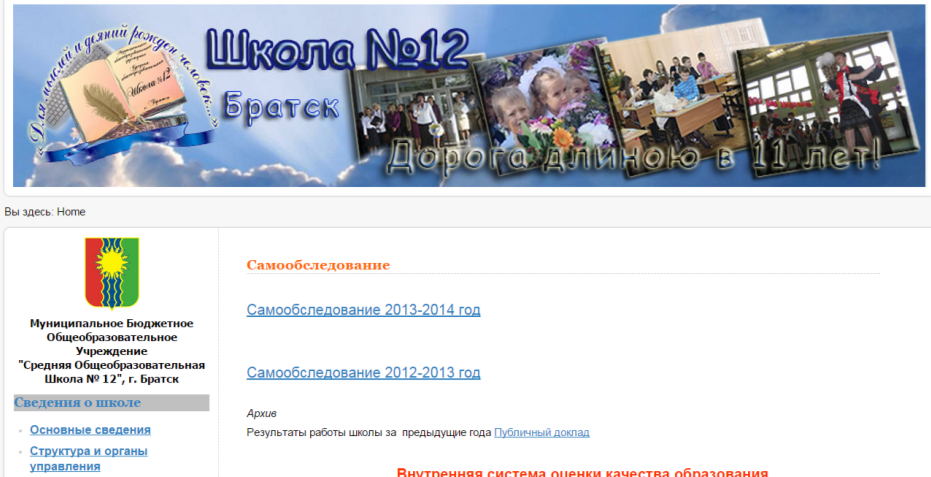 Для мыслей и деяний рожден человек...
Школа №12
Школа №12
Братск
Братск
Дорога длиною в 11 лет!
Вы здесь: Home
Муниципальное Бюджетное
Общеобразовательное
Учреждение
"Средняя Общеобразовательная
Школа № 12", г. Братск
Сведения о школе
Основные сведения
Структура и органы
управления
Самообследование
Самообследование 2013-2014 год
Самообследование 2012-2013 год
Архив
Результаты работы школы за предыдущие года Публичный доклад
Внутренняя система оценки качества образования